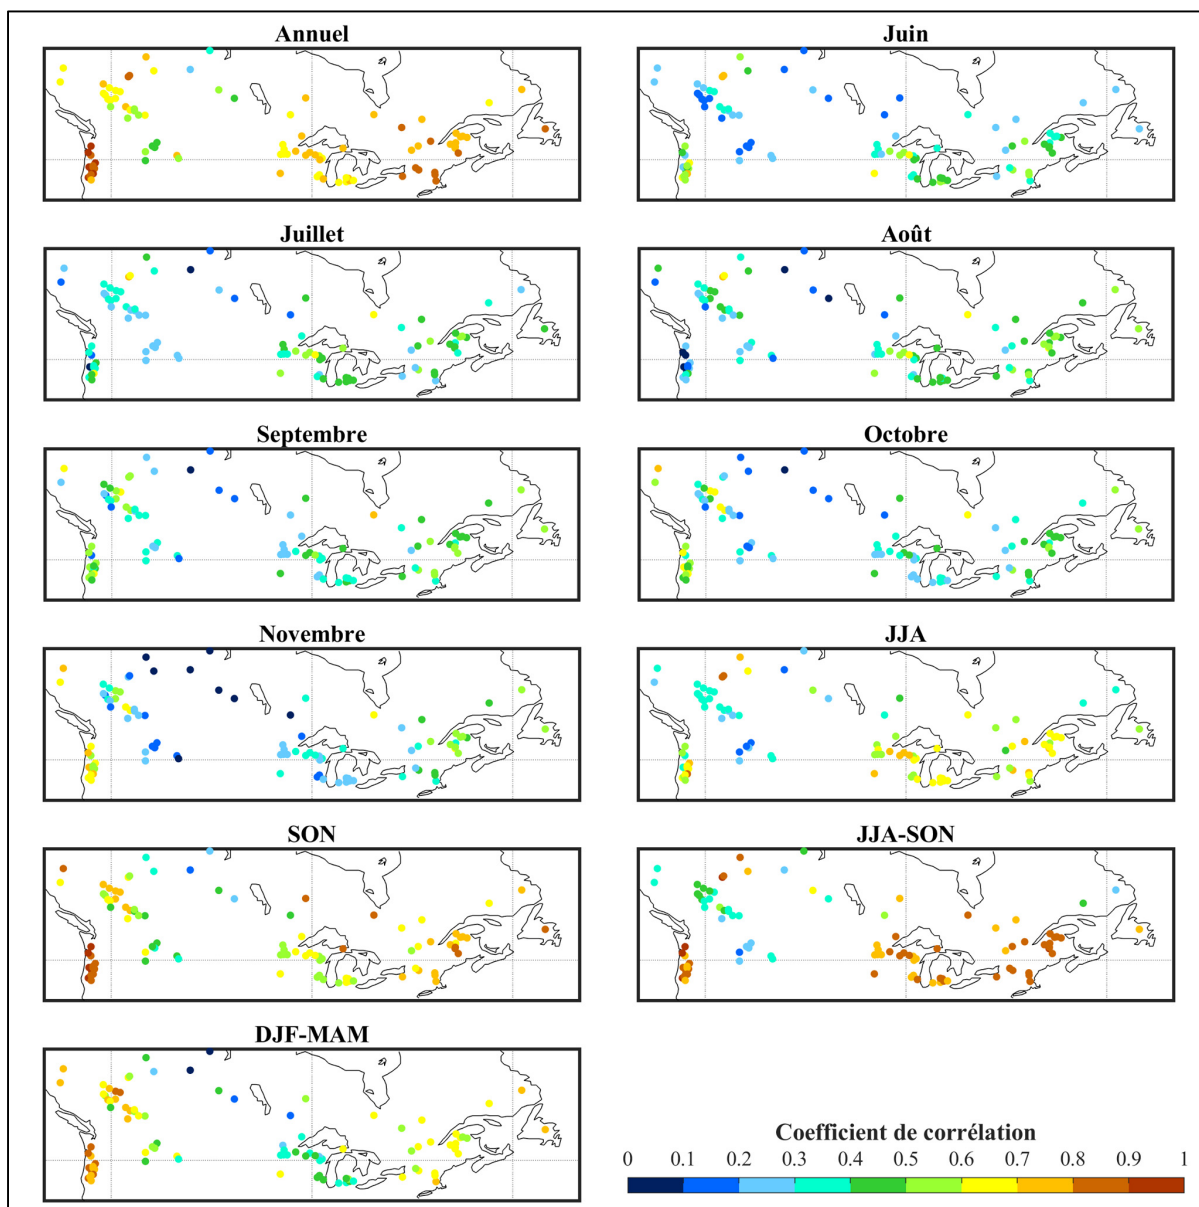 Annuel
Juin
Juillet
Août
Septembre
Octobre
Novembre
JJA
SON
JJA-SON
DJF-MAM
Coefficient de corrélation
0 0.1 0.2 0.3 0.4 0.5 0.6 0.7 0.8 0.9 1